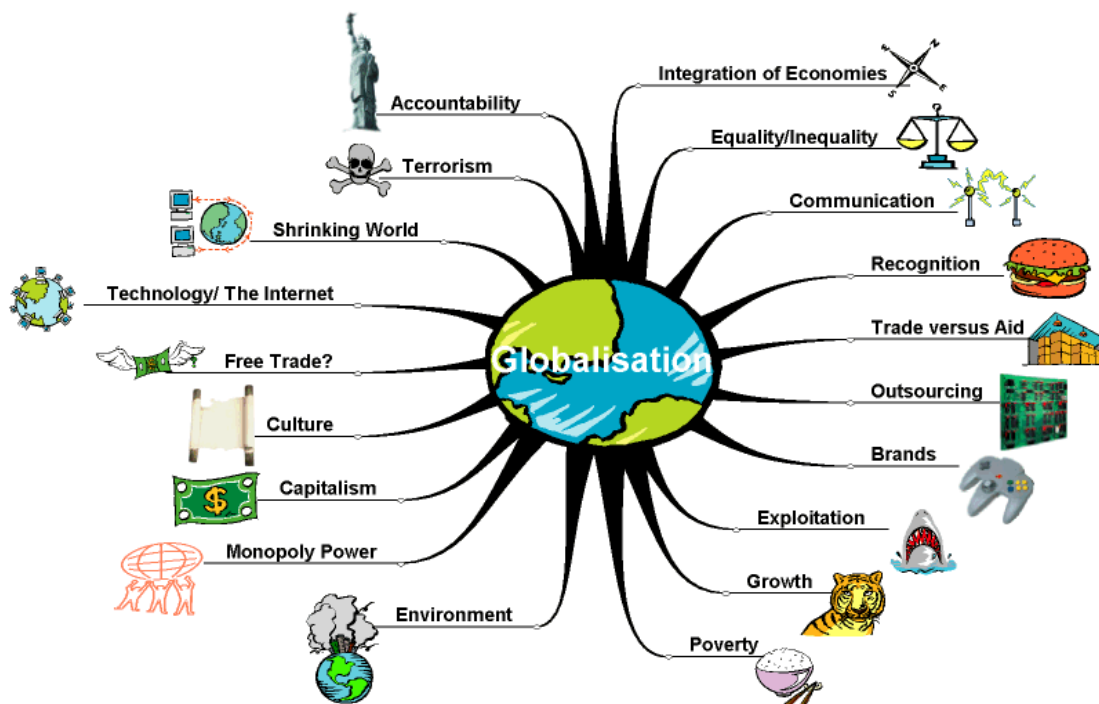 Globalisation
Integration of Economies
Equality/Inequality
Communication
Recognition
Trade versus Aid
Outsourcing
Brands
Exploitation
Growth
Poverty
Environment
Monopoly Power
Capitalism
Culture
Free Trade?
Technology/ The Internet
Shrinking World
Terrorism
Accountability
N
E
S
W
$